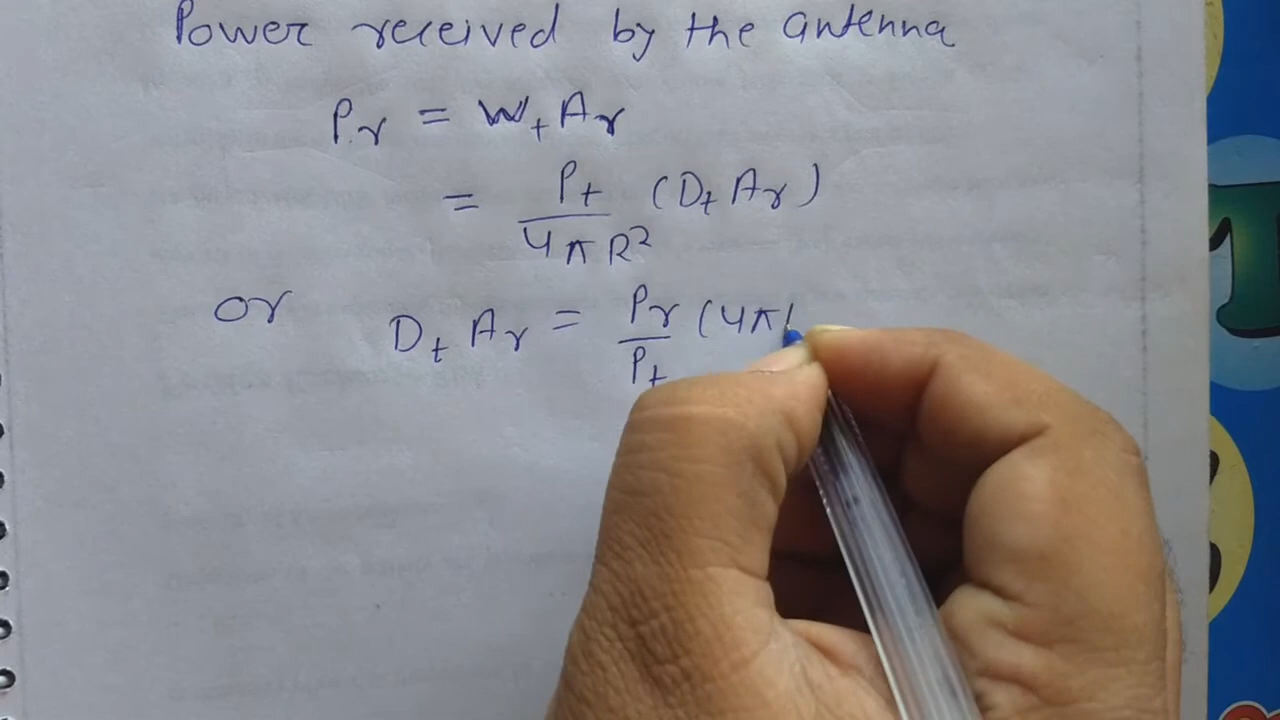 Power received by the antenna
Pr = Wt Ar
= Pt / 4πR² (Dt Ar)
or Dt Ar = Pr / Pt (4π